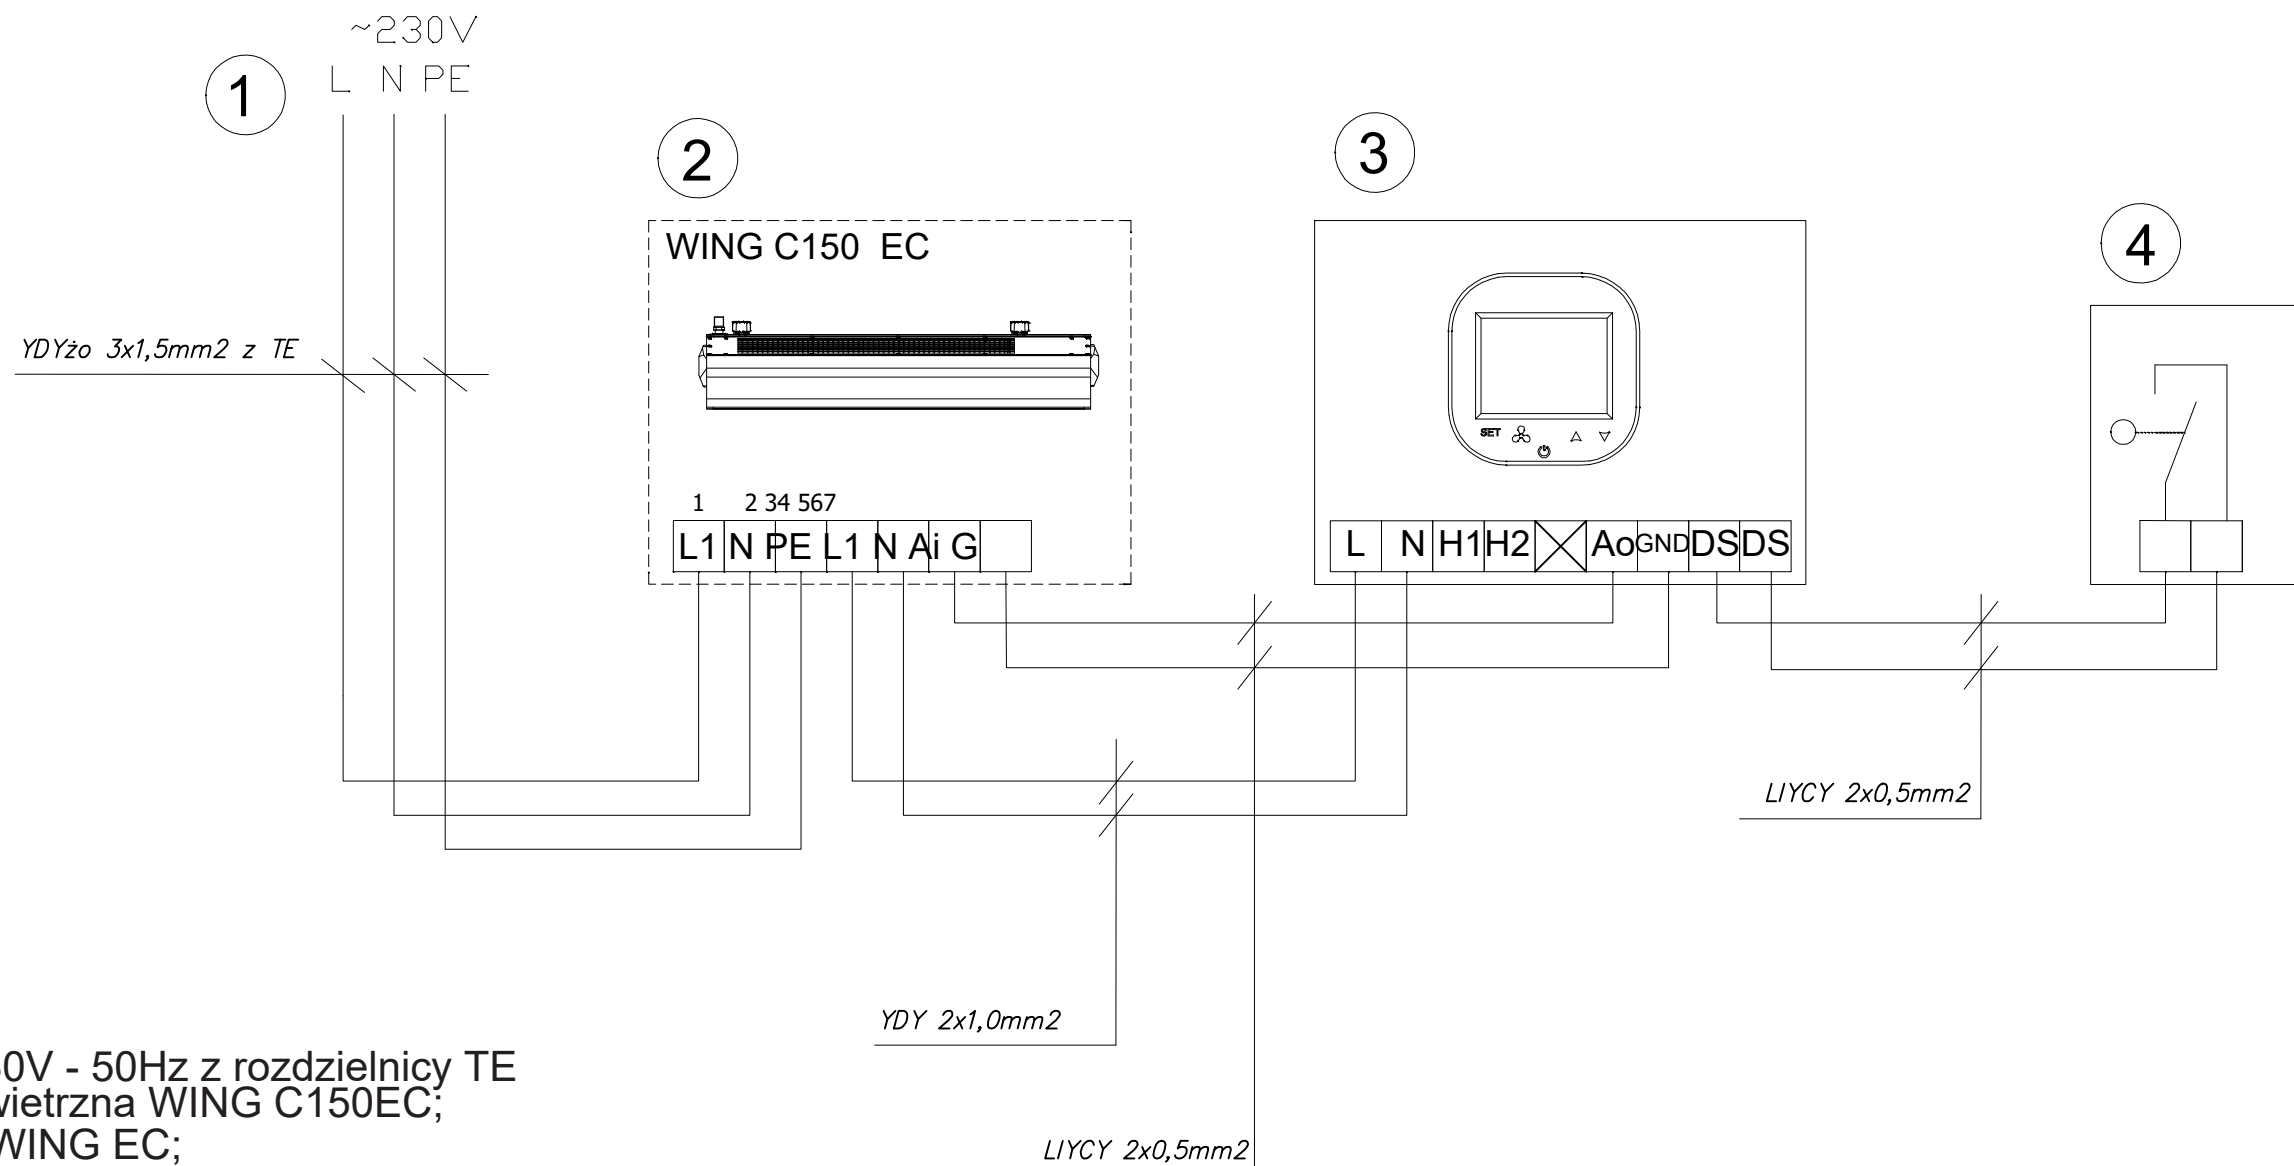 ~230V
L N PE
1
2
3
4
WING C150 EC
YDYżo 3x1,5mm2 z TE
SET
1 2 34 567
L1 N PE L1 N Ai G
L N H1 H2 Ao GND DS DS
LIYCY 2x0,5mm2
YDY 2x1,0mm2
0V - 50Hz z rozdzielnicy TE
wietrzna WING C150EC;
WING EC;
LIYCY 2x0,5mm2